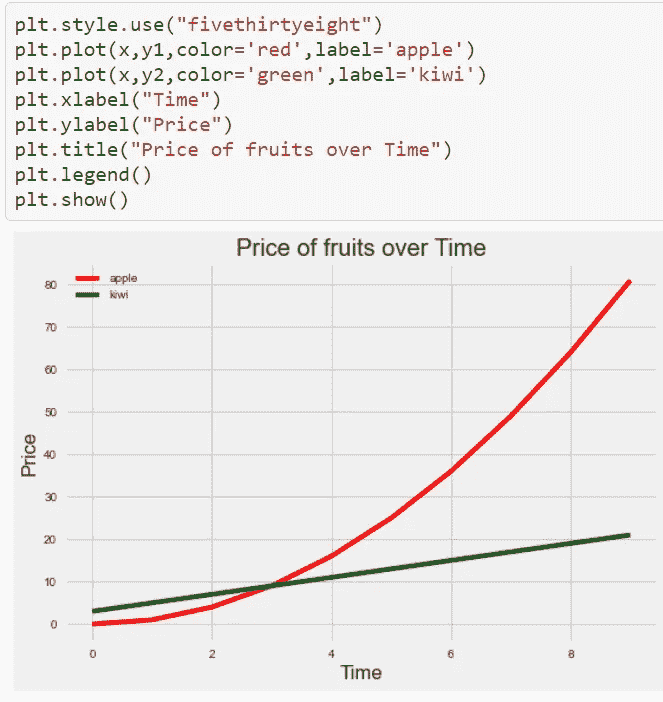 plt.style.use("fivethirtyeight")
plt.plot(x,y1,color='red',label='apple')
plt.plot(x,y2,color='green',label='kiwi')
plt.xlabel("Time")
plt.ylabel("Price")
plt.title("Price of fruits over Time")
plt.legend()
plt.show()
Price of fruits over Time
apple
kiwi
80
70
60
50
40
30
20
10
0
Price
0 2 4 6 8
Time